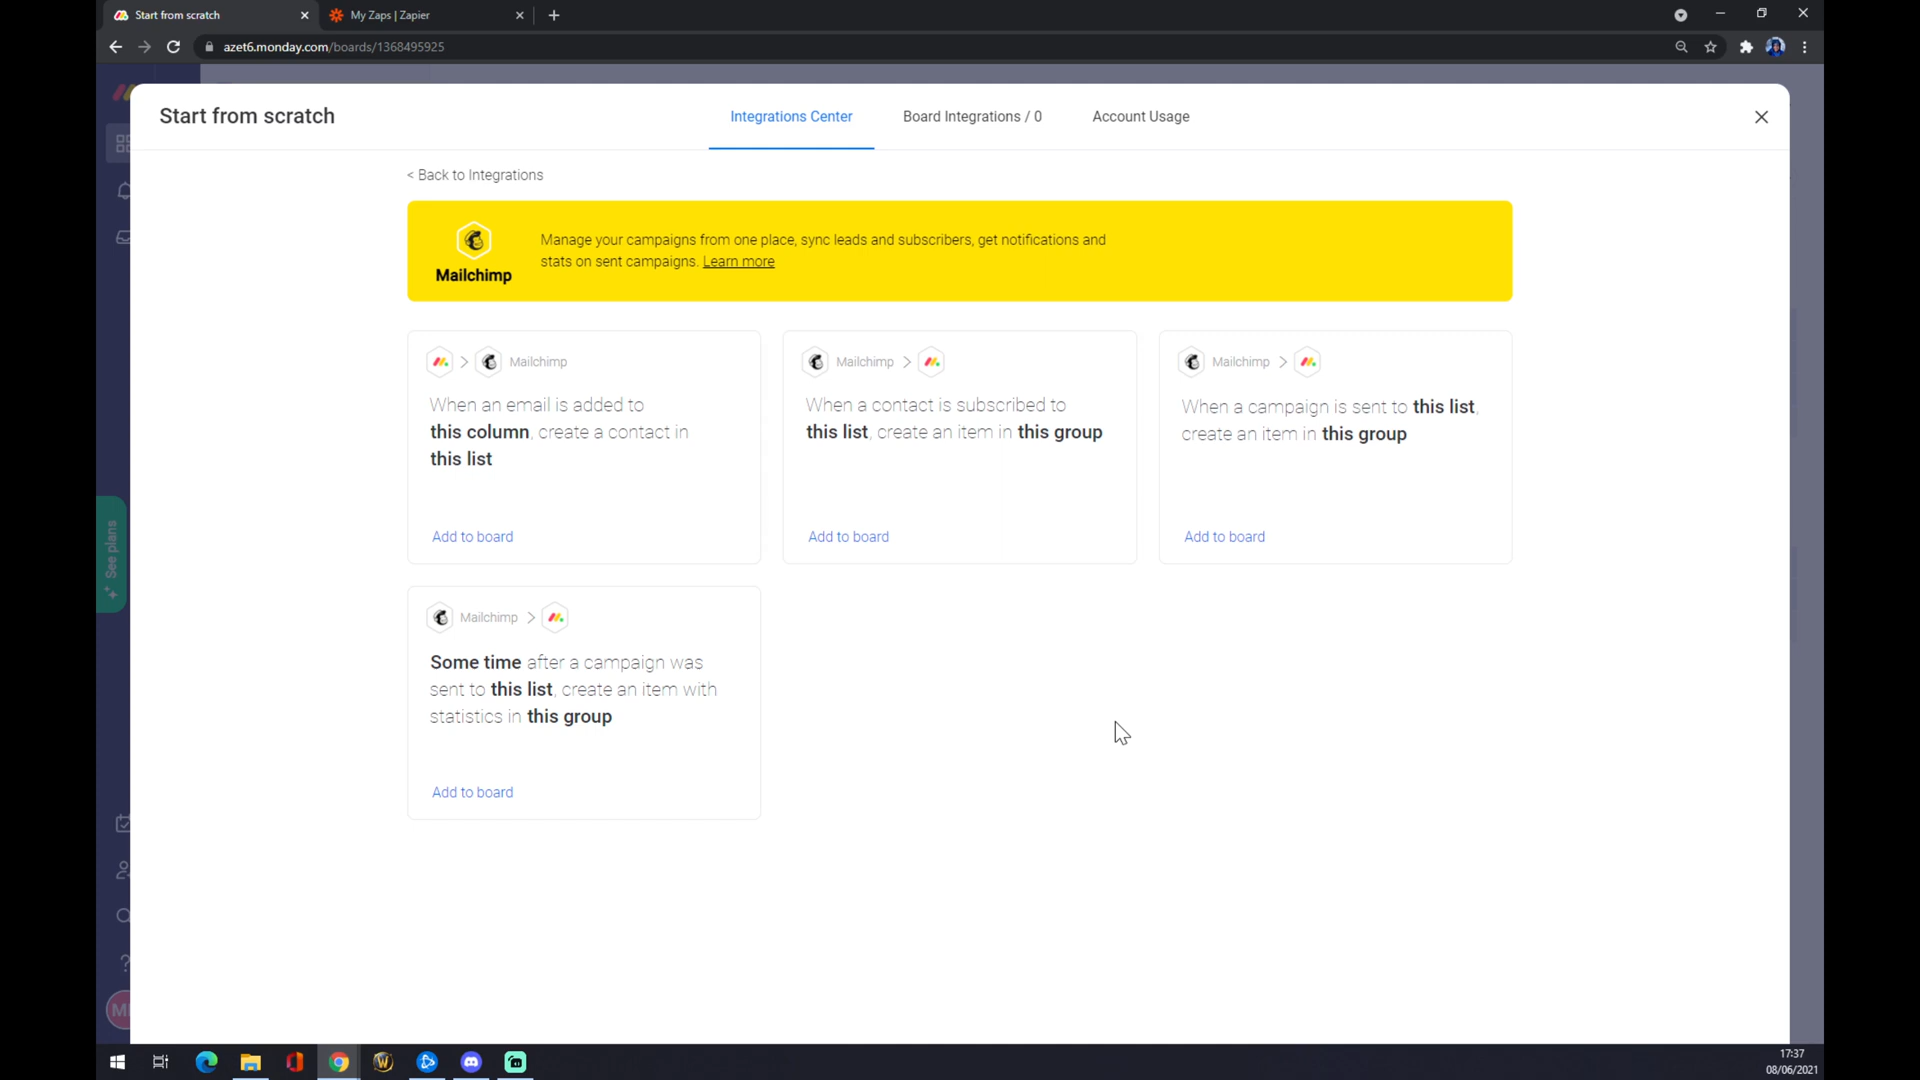 Start from scratch
My Zaps | Zapier
azet6.monday.com/boards/1368495925
Start from scratch
Integrations Center
Board Integrations / 0
Account Usage
< Back to Integrations
Mailchimp
Manage your campaigns from one place, sync leads and subscribers, get notifications and
stats on sent campaigns. Learn more
Mailchimp
When an email is added to
this column, create a contact in
this list
Add to board
Mailchimp
When a contact is subscribed to
this list, create an item in this group
Add to board
Mailchimp
When a campaign is sent to this list,
create an item in this group
Add to board
See plans
Mailchimp
Some time after a campaign was
sent to this list, create an item with
statistics in this group
Add to board
17:37
08/06/2021